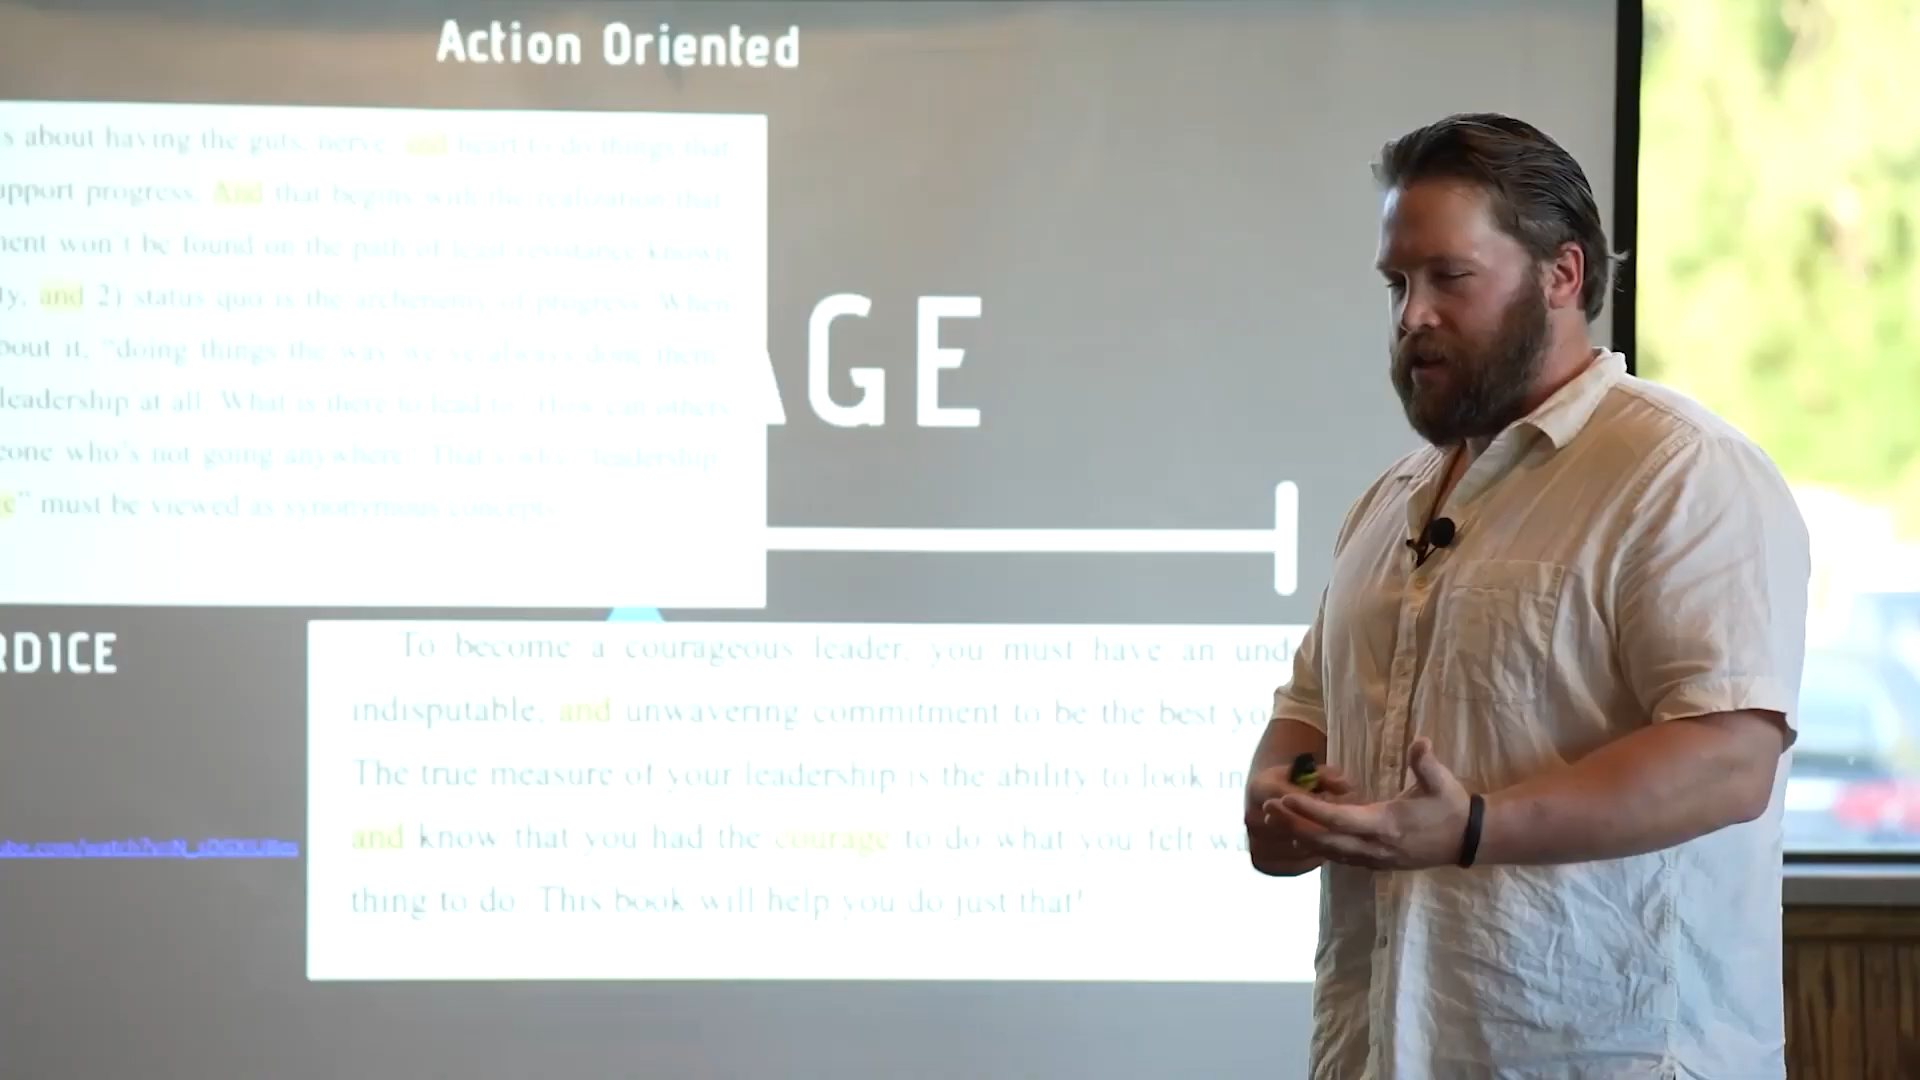 Action Oriented
s about having the guts, nerve, and heart to do things that
upport progress. And that begins with the realization that
ment won't be found on the path of least resistance known
ty, and 2) status quo is the archenemy of progress. When
bout it, "doing things the way we've always done them"
leadership at all. What is there to lead to? How can others
eone who's not going anywhere? That's why "leadership
e" must be viewed as synonymous concepts.
AGE
RDICE
To become a courageous leader, you must have an und
indisputable, and unwavering commitment to be the best yo
The true measure of your leadership is the ability to look in
and know that you had the courage to do what you felt wa
thing to do. This book will help you do just that!
ube.com/watch?v=N_